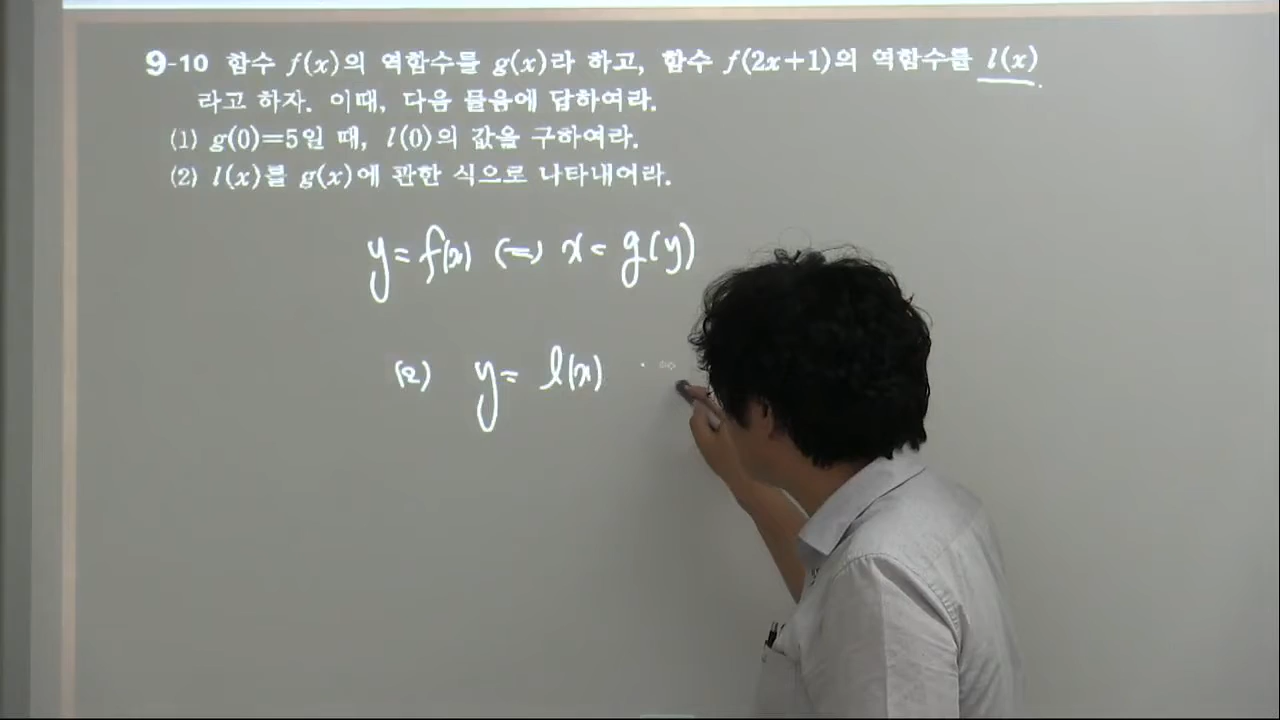 9-10 함수 f(x)의 역함수를 g(x)라 하고, 함수 f(2x+1)의 역함수를 l(x)
라고 하자. 이때, 다음 물음에 답하여라.
(1) g(0)=5일 때, l(0)의 값을 구하여라.
(2) l(x)를 g(x)에 관한 식으로 나타내어라.
y = f(x) ⟺ x = g(y)
(2) y = l(x)